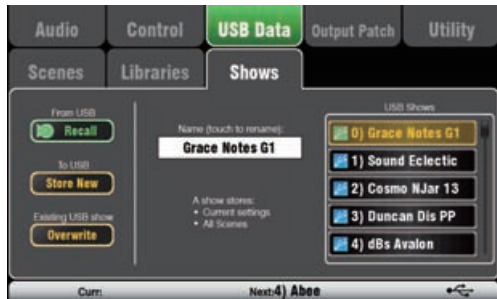 Audio
Control
USB Data
Output Patch
Utility
Scenes
Libraries
Shows
From USB
Recall
To USB
Store New
Existing USB show
Overwrite
Name (touch to rename):
Grace Notes G1
A show stores:
• Current settings
• All Scenes
USB Shows
0) Grace Notes G1
1) Sound Eclectic
2) Cosmo NJar 13
3) Duncan Dis PP
4) dBs Avalon
Curr:
Next:4) Abee